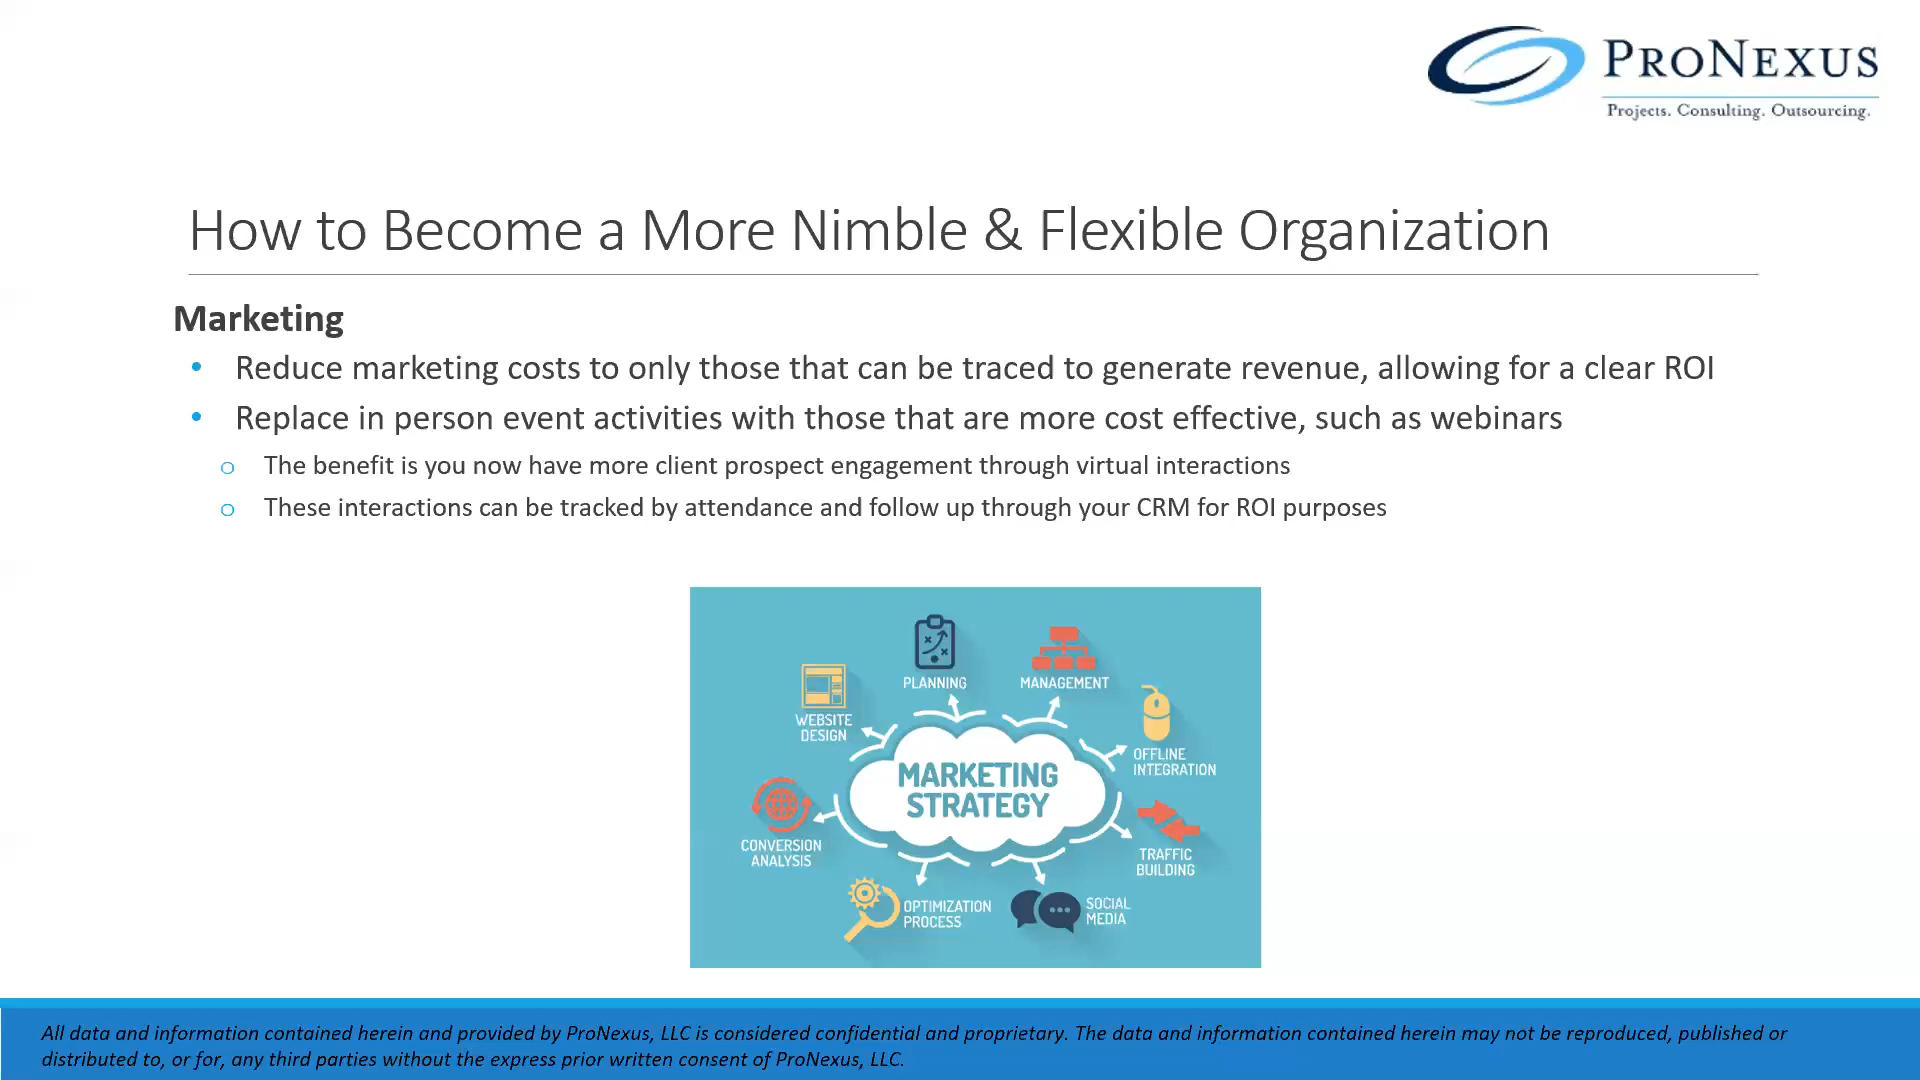 PRONEXUS
Projects. Consulting. Outsourcing.
How to Become a More Nimble & Flexible Organization
Marketing
• Reduce marketing costs to only those that can be traced to generate revenue, allowing for a clear ROI
• Replace in person event activities with those that are more cost effective, such as webinars
o The benefit is you now have more client prospect engagement through virtual interactions
o These interactions can be tracked by attendance and follow up through your CRM for ROI purposes
PLANNING
MANAGEMENT
WEBSITE
DESIGN
OFFLINE
INTEGRATION
MARKETING
STRATEGY
CONVERSION
ANALYSIS
TRAFFIC
BUILDING
OPTIMIZATION
PROCESS
SOCIAL
MEDIA
All data and information contained herein and provided by ProNexus, LLC is considered confidential and proprietary. The data and information contained herein may not be reproduced, published or
distributed to, or for, any third parties without the express prior written consent of ProNexus, LLC.